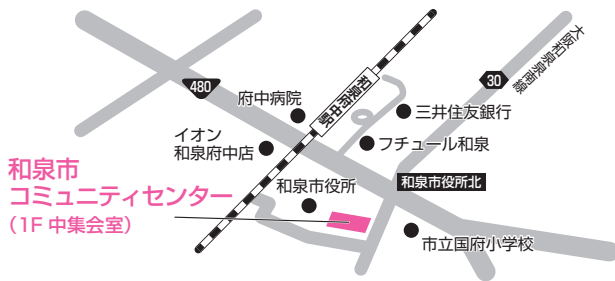 480
府中病院
和泉府中駅
30
大阪和泉泉南線
三井住友銀行
フチュール和泉
イオン
和泉府中店
和泉市
コミュニティセンター
(1F 中集会室)
和泉市役所
和泉市役所北
市立国府小学校